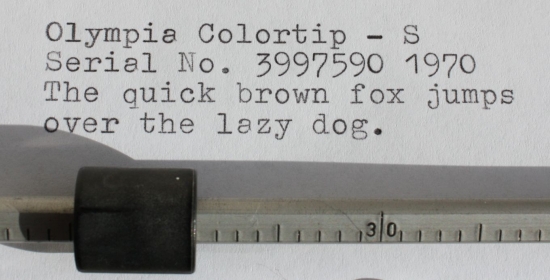 Olympia Colortip - S
Serial No. 3997590 1970
The quick brown fox jumps
over the lazy dog.
30